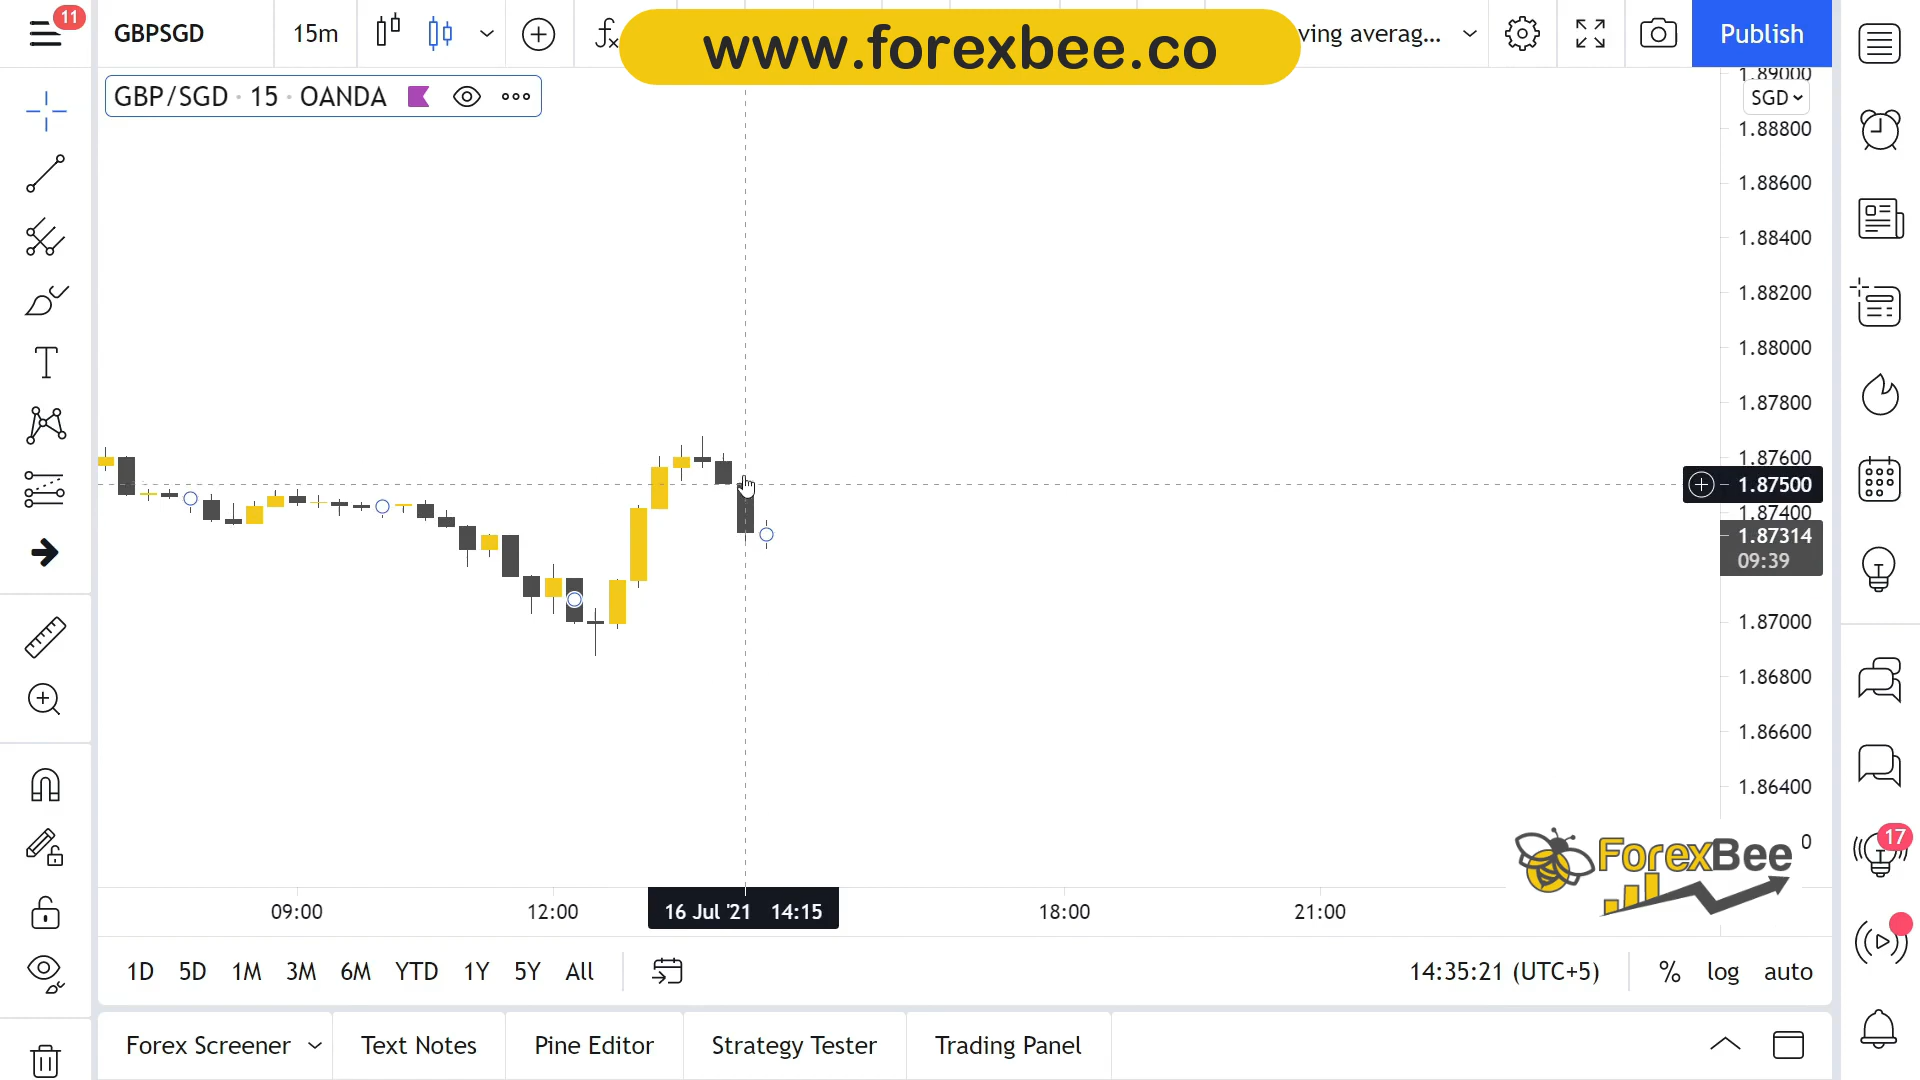 11
GBPSGD
15m
www.forexbee.co
ving averag...
Publish
GBP/SGD · 15 · OANDA
1.89000
SGD
1.88800
1.88600
1.88400
1.88200
1.88000
1.87800
1.87600
1.87500
1.87400
1.87314
09:39
1.87000
1.86800
1.86600
1.86400
0
ForexBee
17
09:00
12:00
16 Jul '21 14:15
18:00
21:00
1D 5D 1M 3M 6M YTD 1Y 5Y All
14:35:21 (UTC+5)
% log auto
Forex Screener
Text Notes
Pine Editor
Strategy Tester
Trading Panel